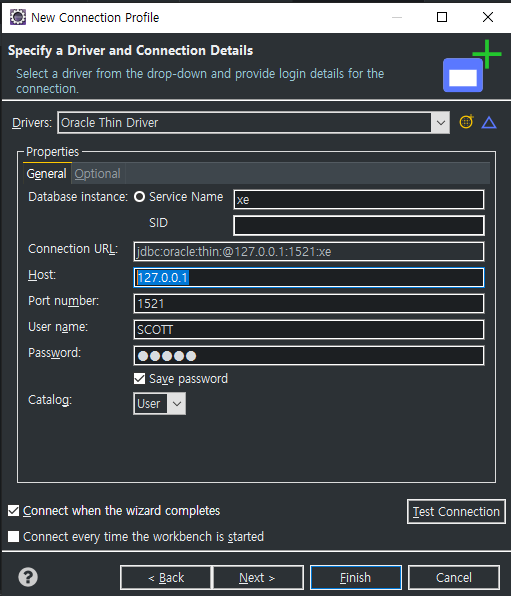 New Connection Profile
Specify a Driver and Connection Details
Select a driver from the drop-down and provide login details for the
connection.
Drivers: Oracle Thin Driver
Properties
General Optional
Database instance: Service Name xe
SID
Connection URL: jdbc:oracle:thin:@127.0.0.1:1521:xe
Host: 127.0.0.1
Port number: 1521
User name: SCOTT
Password: ●●●●●
Save password
Catalog: User
Connect when the wizard completes
Test Connection
Connect every time the workbench is started
? < Back Next > Finish Cancel